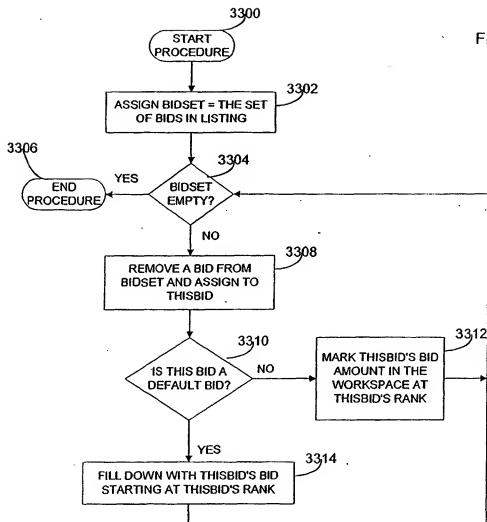 3300
START
PROCEDURE
F
3302
ASSIGN BIDSET = THE SET
OF BIDS IN LISTING
3306
3304
END
PROCEDURE
YES
BIDSET
EMPTY?
NO
3308
REMOVE A BID FROM
BIDSET AND ASSIGN TO
THISBID
3310
3312
IS THIS BID A
DEFAULT BID?
NO
MARK THISBID'S BID
AMOUNT IN THE
WORKSPACE AT
THISBID'S RANK
YES
3314
FILL DOWN WITH THISBID'S BID
STARTING AT THISBID'S RANK